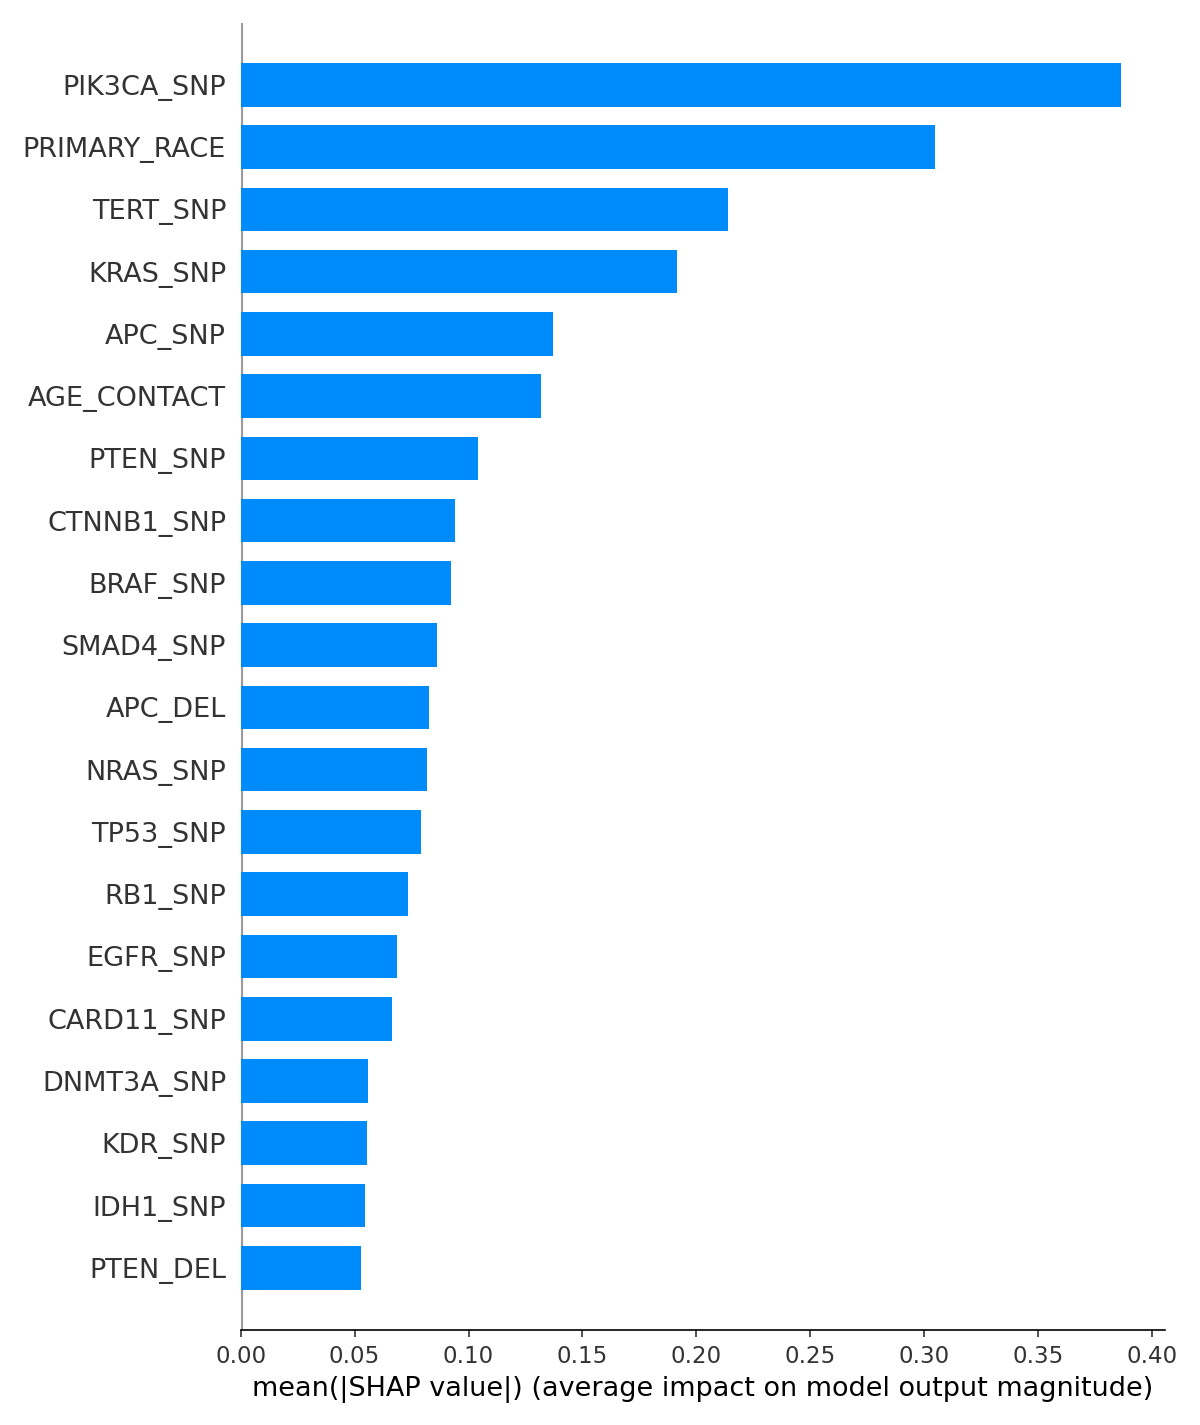 PIK3CA_SNP
PRIMARY_RACE
TERT_SNP
KRAS_SNP
APC_SNP
AGE_CONTACT
PTEN_SNP
CTNNB1_SNP
BRAF_SNP
SMAD4_SNP
APC_DEL
NRAS_SNP
TP53_SNP
RB1_SNP
EGFR_SNP
CARD11_SNP
DNMT3A_SNP
KDR_SNP
IDH1_SNP
PTEN_DEL
0.00 0.05 0.10 0.15 0.20 0.25 0.30 0.35 0.40
mean(|SHAP value|) (average impact on model output magnitude)